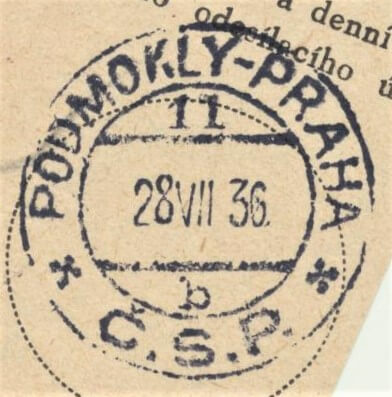 a denní
odesílacího ú
PODMOKLY-PRAHA
11
28 VII 36
b
Č.S.P.